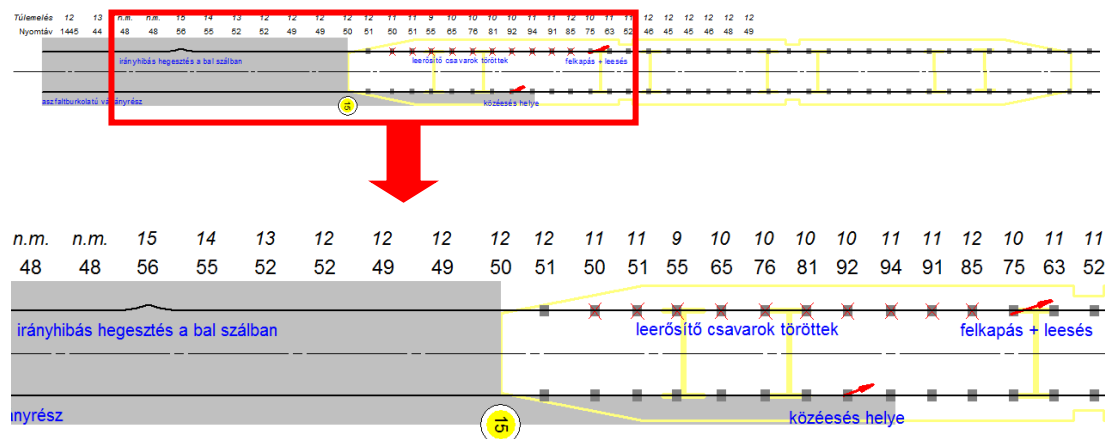 Túlemelés 12 13 n.m. n.m. 15 14 13 12 12 12 12 12 11 11 9 10 10 10 10 11 11 12 10 11 11 12 12 12 12 12 12
Nyomtáv 1445 44 48 48 56 55 52 52 49 49 50 51 50 51 55 65 76 81 92 94 91 85 75 63 52 46 45 45 46 48 49
irányhibás hegesztés a bal szálban leerősítő csavarok töröttek felkapás + leesés
aszfaltburkolatú vágányrész 15 közéesés helye
n.m. n.m. 15 14 13 12 12 12 12 12 11 11 9 10 10 10 10 11 11 12 10 11 11
48 48 56 55 52 52 49 49 50 51 50 51 55 65 76 81 92 94 91 85 75 63 52
irányhibás hegesztés a bal szálban leerősítő csavarok töröttek felkapás + leesés
nyrész 15 közéesés helye